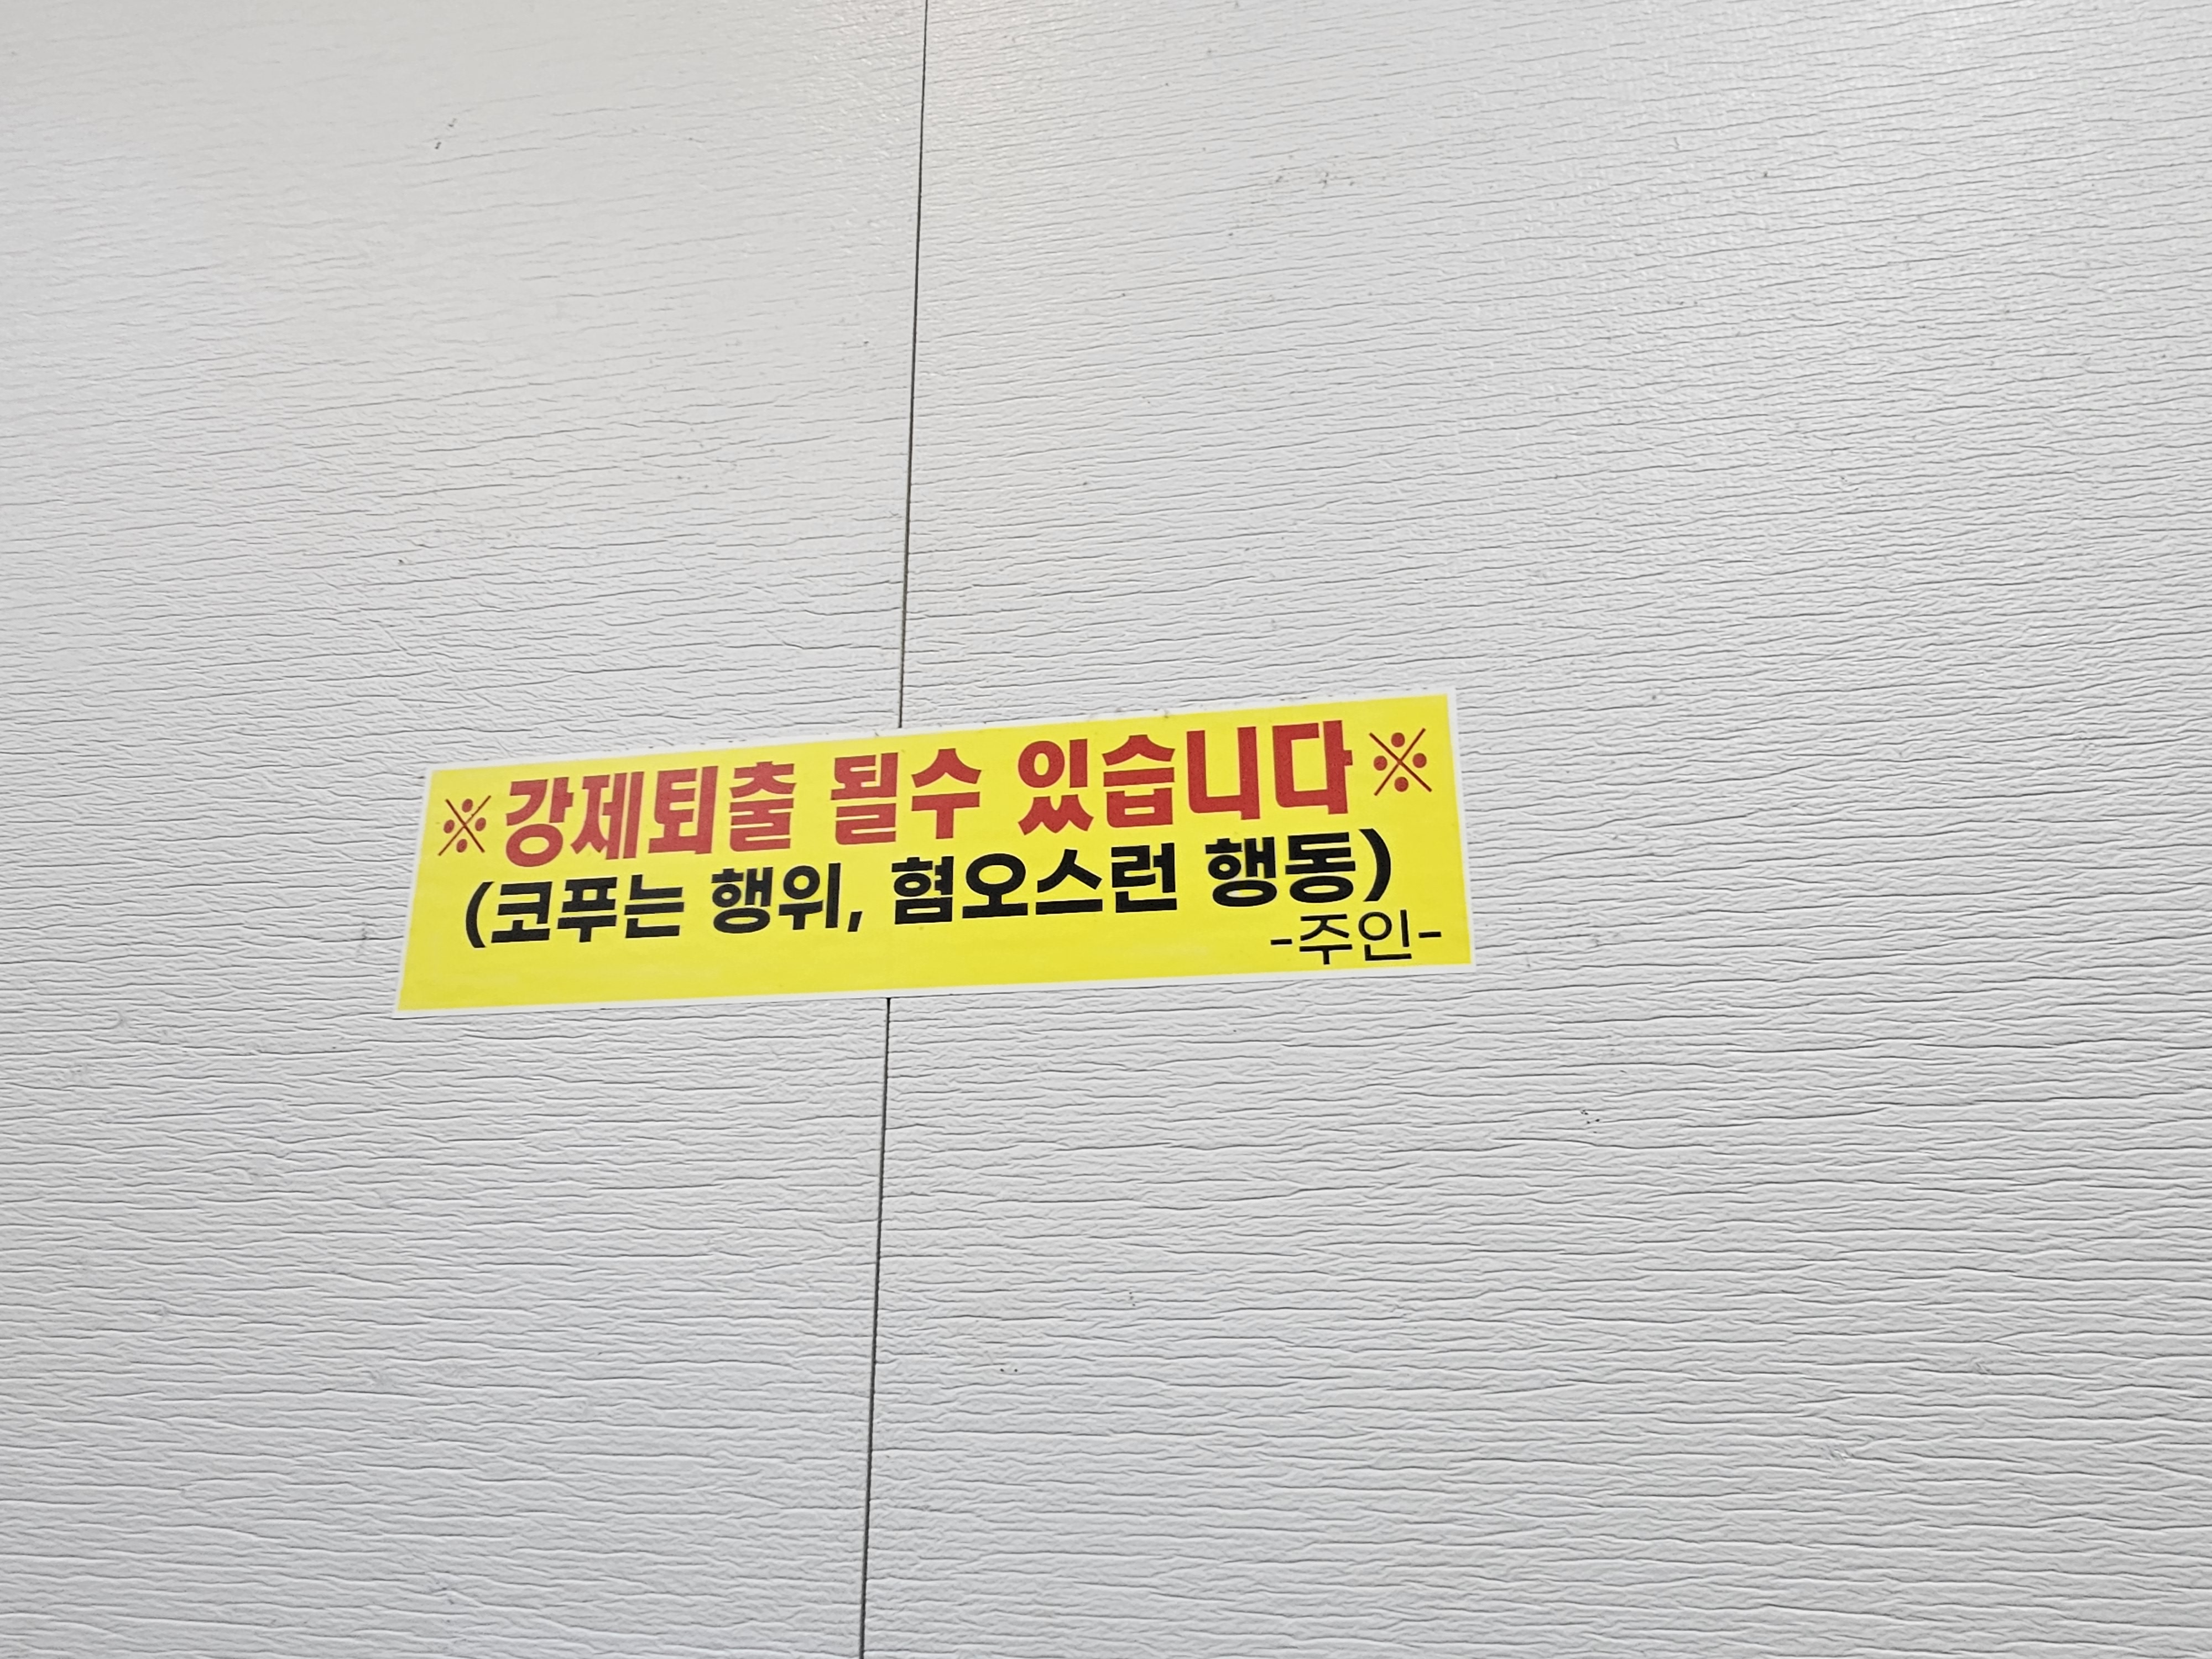 ※강제퇴출 될수 있습니다※
(코푸는 행위, 혐오스런 행동)
-주인-